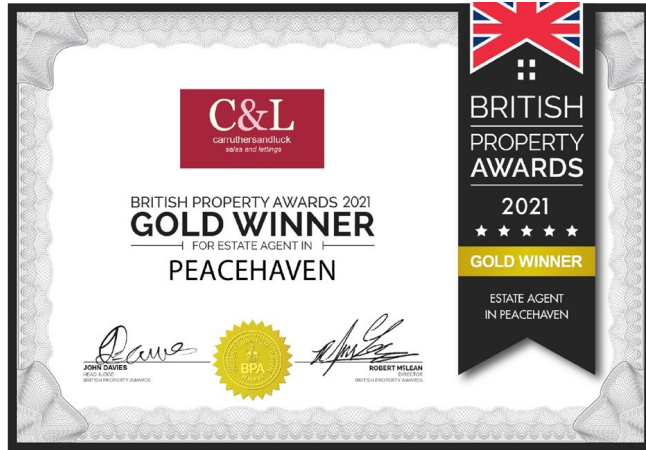 C&L
carruthersandluck
sales and lettings
BRITISH PROPERTY AWARDS 2021
GOLD WINNER
FOR ESTATE AGENT IN
PEACEHAVEN
JOHN DAVIES
HEAD JUDGE
BRITISH PROPERTY AWARDS
BPA
ROBERT McLEAN
DIRECTOR
BRITISH PROPERTY AWARDS
BRITISH
PROPERTY
AWARDS
2021
GOLD WINNER
ESTATE AGENT
IN PEACEHAVEN